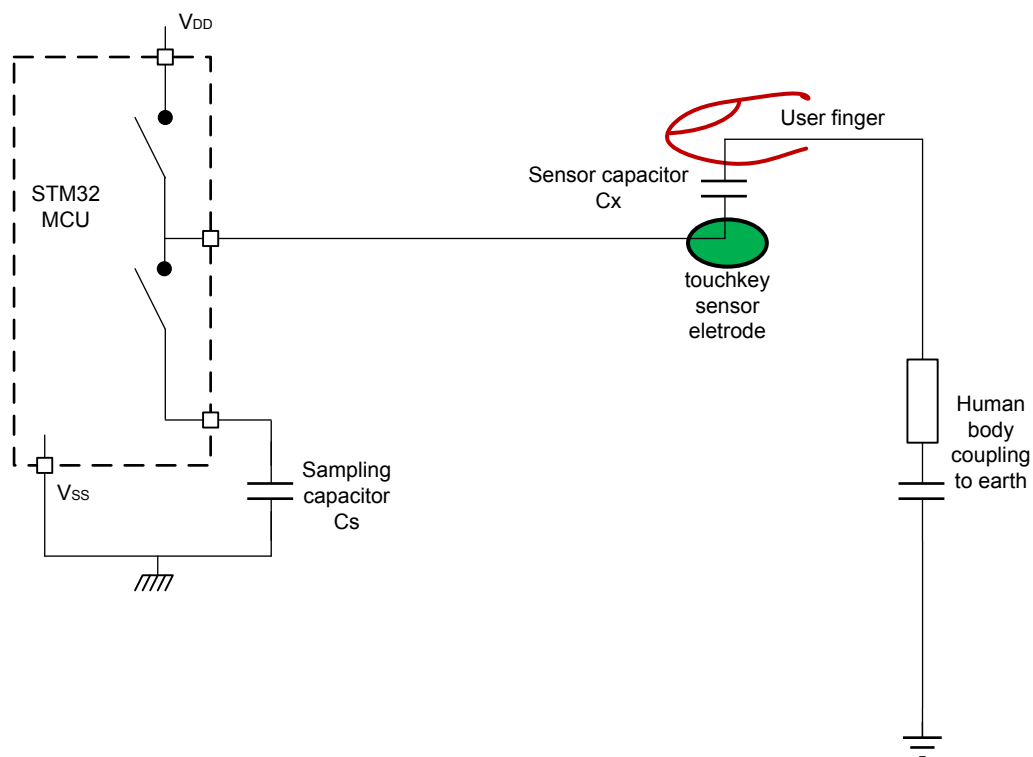 VDD
User finger
Sensor capacitor
Cx
STM32
MCU
touchkey
sensor
eletrode
Human
body
coupling
to earth
Sampling
capacitor
Cs
VSS